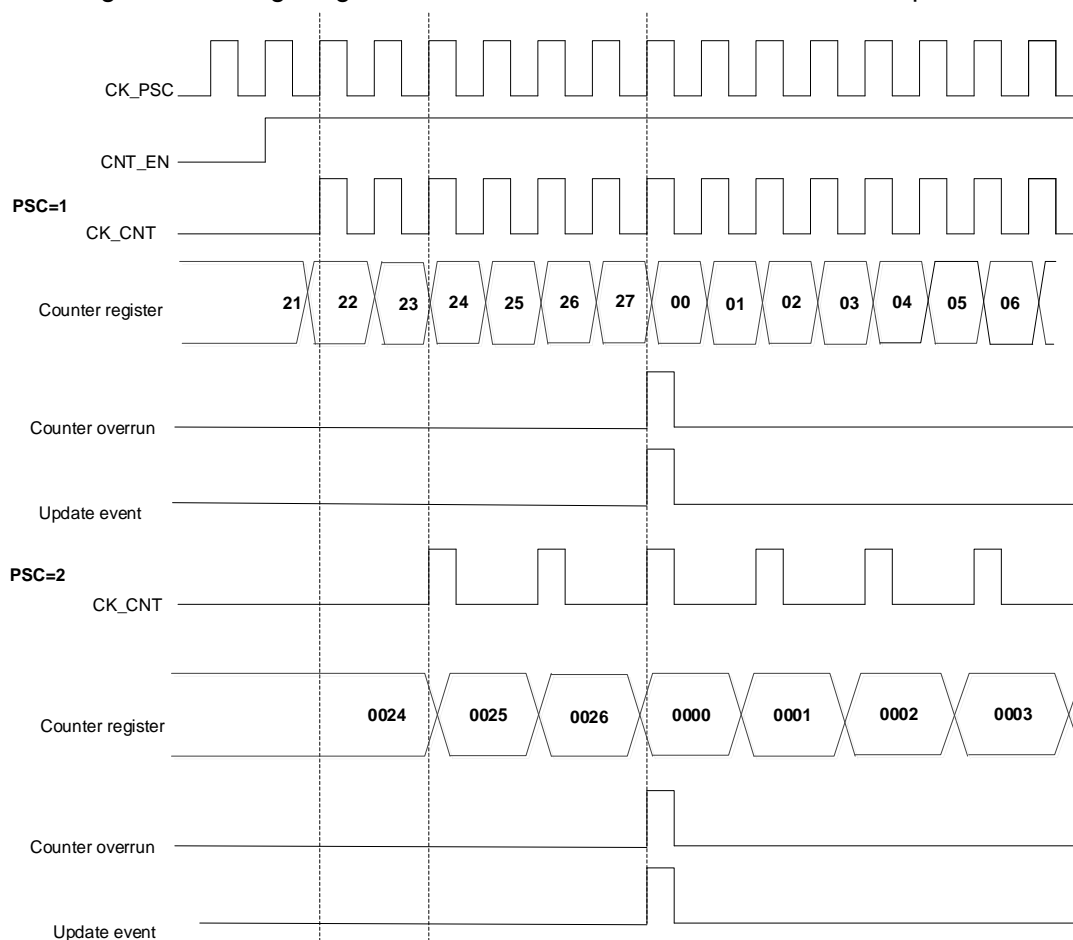 CK_PSC
CNT_EN
PSC=1
CK_CNT
Counter register 21 22 23 24 25 26 27 00 01 02 03 04 05 06
Counter overrun
Update event
PSC=2
CK_CNT
Counter register 0024 0025 0026 0000 0001 0002 0003
Counter overrun
Update event